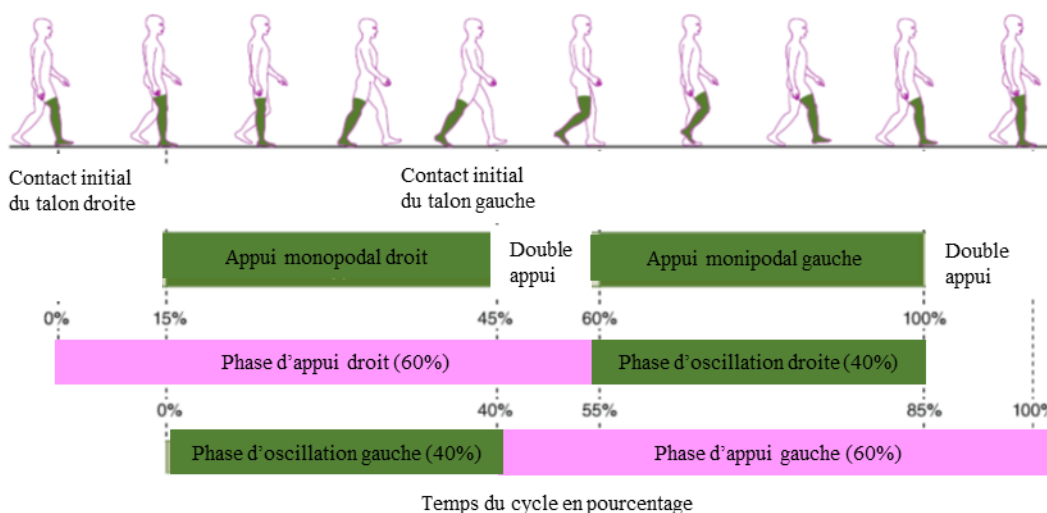 Contact initial
du talon droite
Contact initial
du talon gauche
Appui monopodal droit
Double
appui
Appui monipodal gauche
Double
appui
0% 15% 45% 60% 100%
Phase d'appui droit (60%)
Phase d'oscillation droite (40%)
0% 40% 55% 85% 100%
Phase d'oscillation gauche (40%)
Phase d'appui gauche (60%)
Temps du cycle en pourcentage